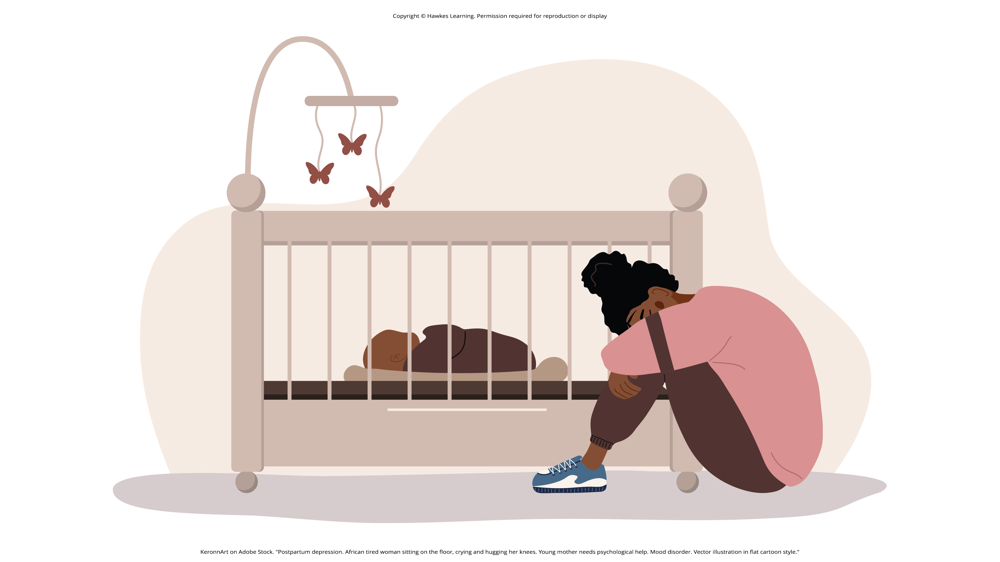 Copyright © Hawkes Learning. Permission required for reproduction or display
KeronnArt on Adobe Stock. "Postpartum depression. African tired woman sitting on the floor, crying and hugging her knees. Young mother needs psychological help. Mood disorder. Vector illustration in flat cartoon style."